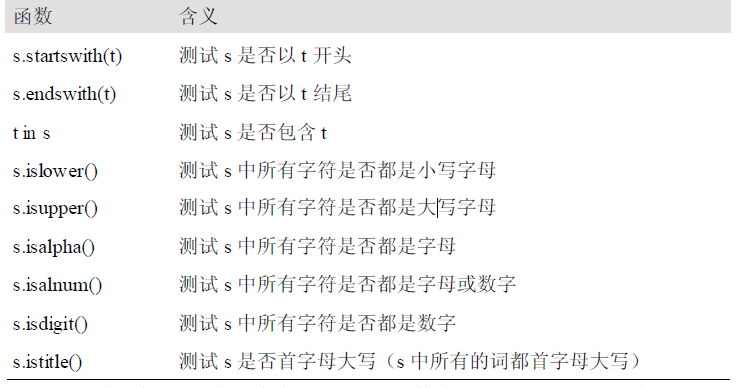 函数 含义
s.startswith(t) 测试 s 是否以 t 开头
s.endswith(t) 测试 s 是否以 t 结尾
t in s 测试 s 是否包含 t
s.islower() 测试 s 中所有字符是否都是小写字母
s.isupper() 测试 s 中所有字符是否都是大写字母
s.isalpha() 测试 s 中所有字符是否都是字母
s.isalnum() 测试 s 中所有字符是否都是字母或数字
s.isdigit() 测试 s 中所有字符是否都是数字
s.istitle() 测试 s 是否首字母大写（s 中所有的词都首字母大写）